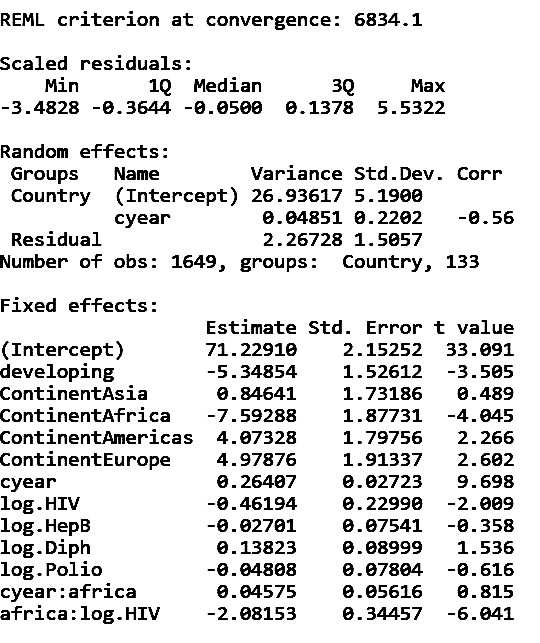 REML criterion at convergence: 6834.1
Scaled residuals:
Min 1Q Median 3Q Max
-3.4828 -0.3644 -0.0500 0.1378 5.5322
Random effects:
Groups Name Variance Std.Dev. Corr
Country (Intercept) 26.93617 5.1900
cyear 0.04851 0.2202 -0.56
Residual 2.26728 1.5057
Number of obs: 1649, groups: Country, 133
Fixed effects:
Estimate Std. Error t value
(Intercept) 71.22910 2.15252 33.091
developing -5.34854 1.52612 -3.505
ContinentAsia 0.84641 1.73186 0.489
ContinentAfrica -7.59288 1.87731 -4.045
ContinentAmericas 4.07328 1.79756 2.266
ContinentEurope 4.97876 1.91337 2.602
cyear 0.26407 0.02723 9.698
log.HIV -0.46194 0.22990 -2.009
log.HepB -0.02701 0.07541 -0.358
log.Diph 0.13823 0.08999 1.536
log.Polio -0.04808 0.07804 -0.616
cyear:africa 0.04575 0.05616 0.815
africa:log.HIV -2.08153 0.34457 -6.041